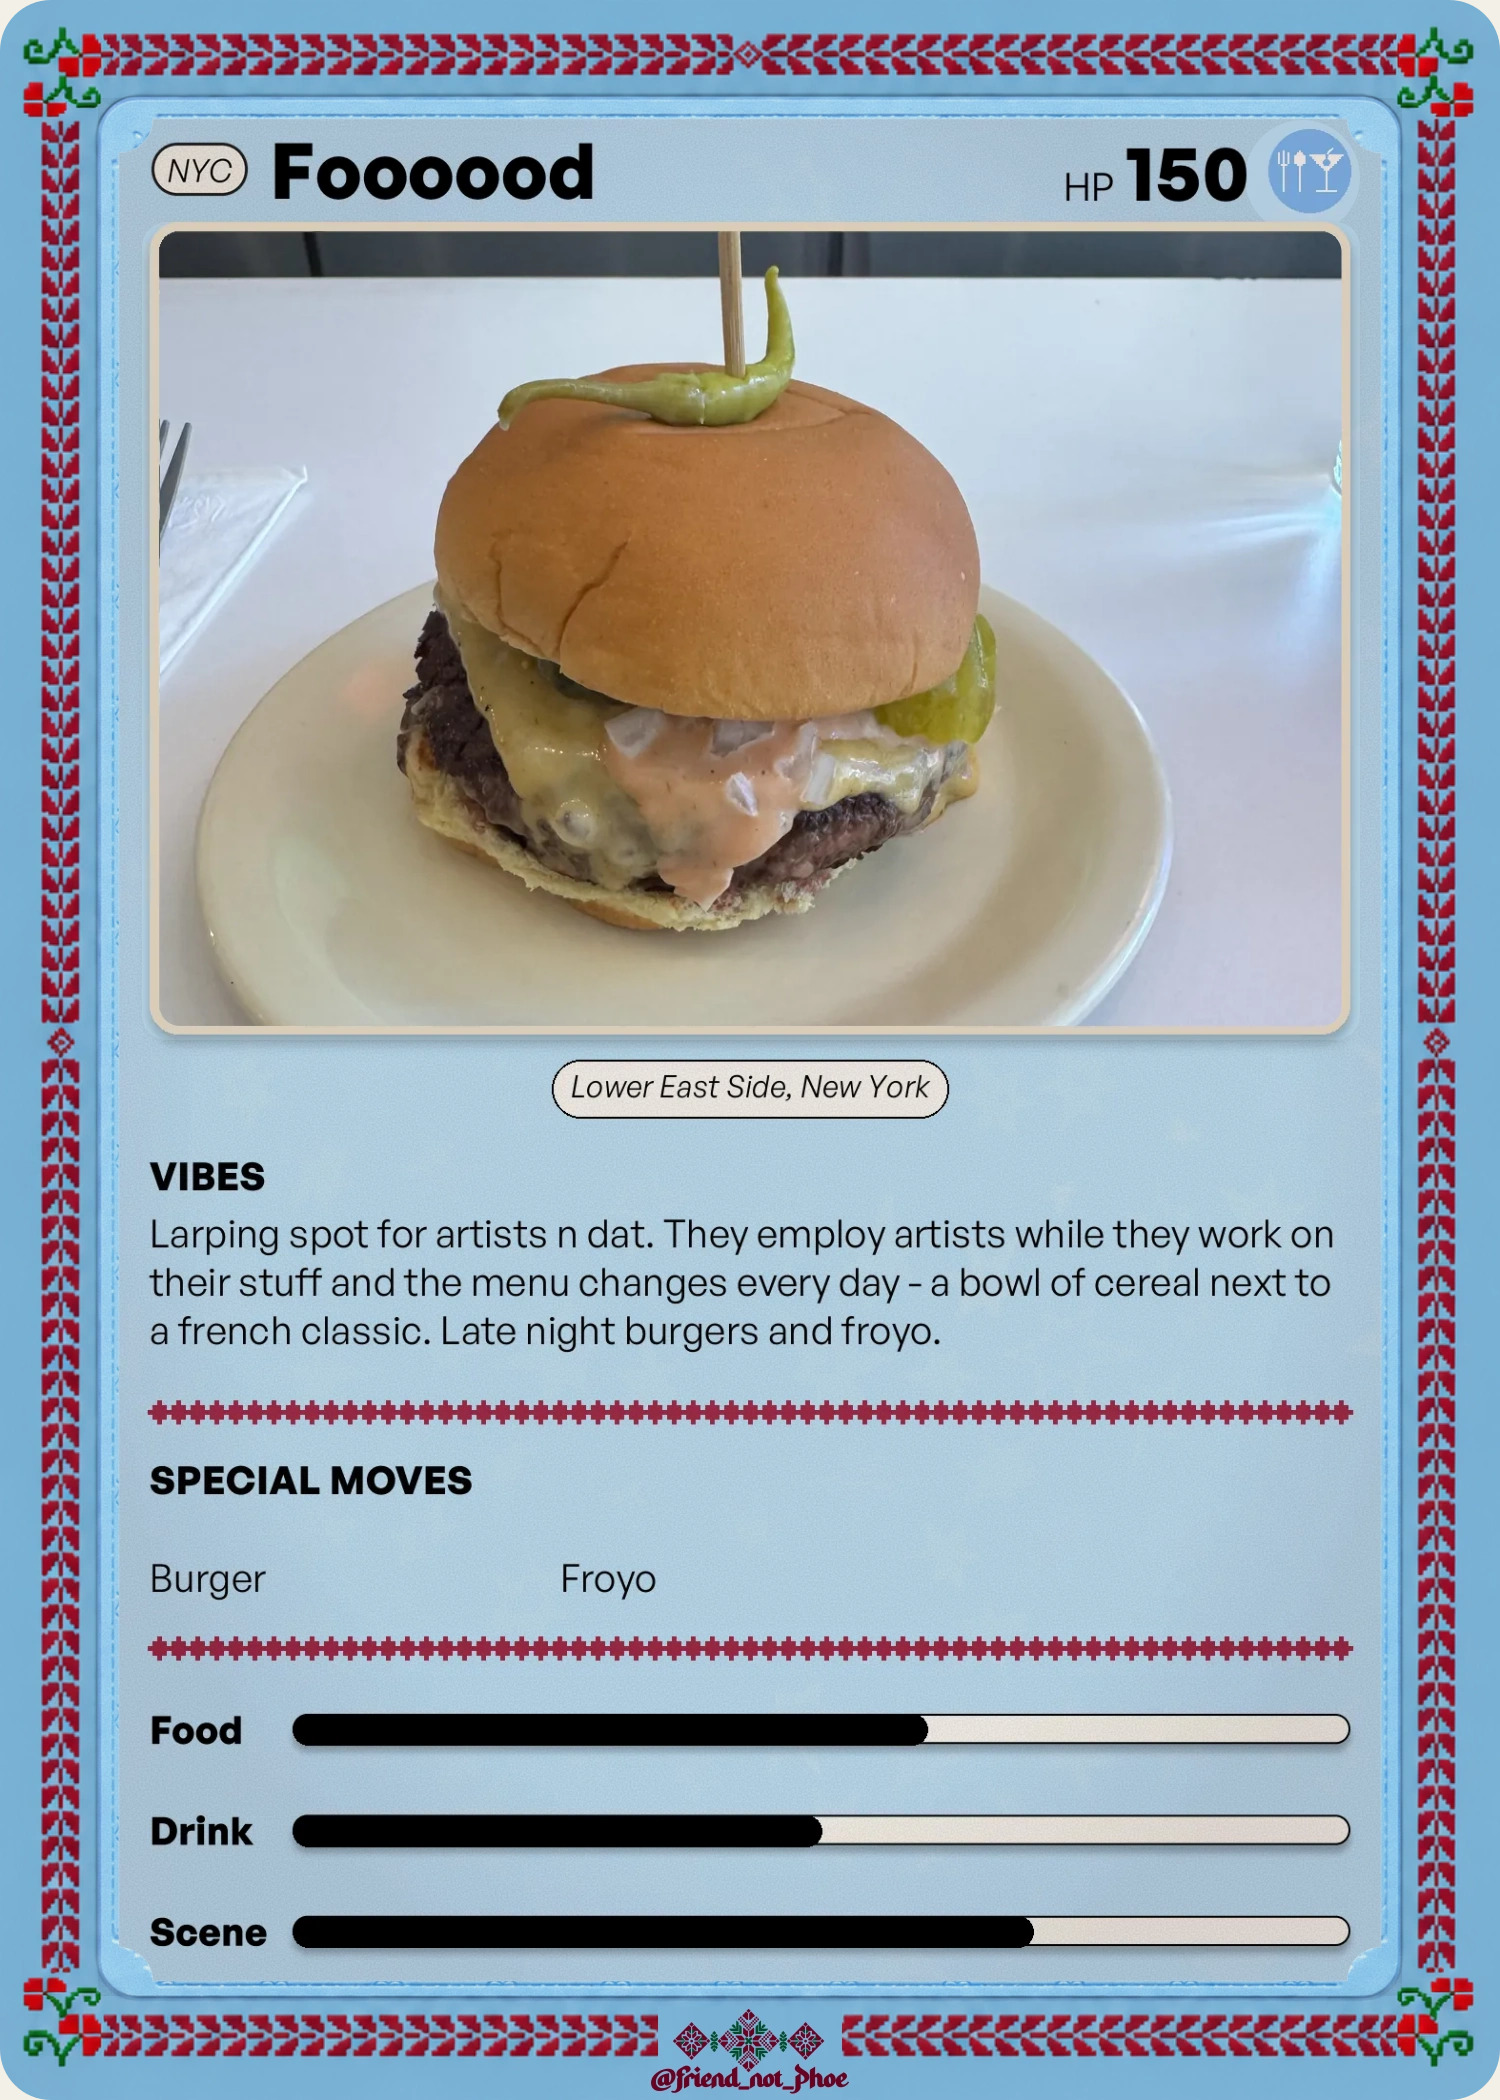 NYC Foooood HP 150
Lower East Side, New York
VIBES
Larping spot for artists n dat. They employ artists while they work on
their stuff and the menu changes every day - a bowl of cereal next to
a french classic. Late night burgers and froyo.
SPECIAL MOVES
Burger Froyo
Food
Drink
Scene
@friend_not_phoe